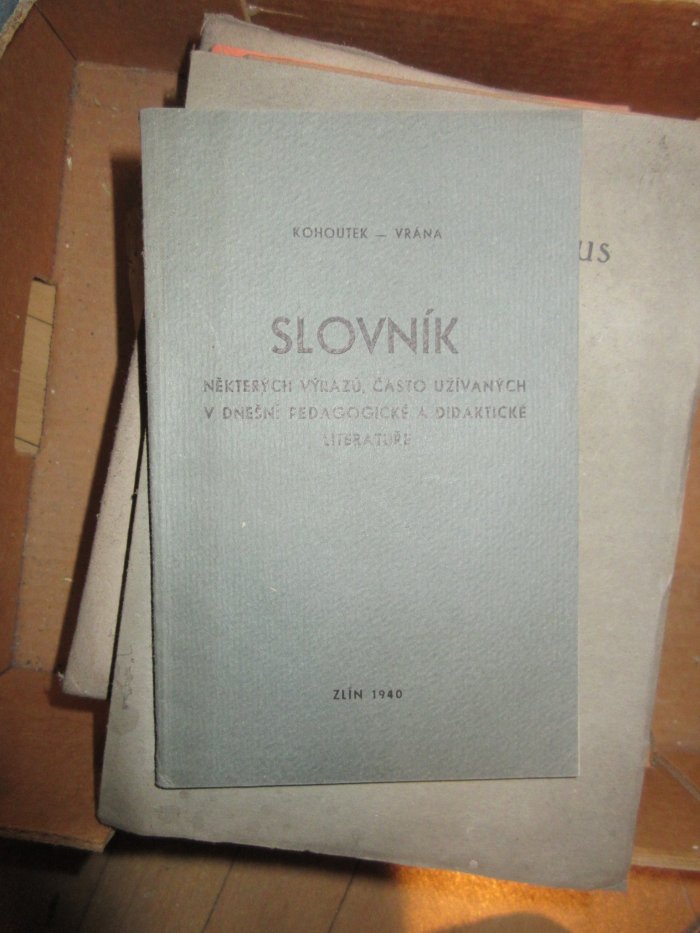 KOHOUTEK — VRÁNA
SLOVNÍK
NĚKTERÝCH VÝRAZŮ, ČASTO UŽÍVANÝCH
V DNEŠNÍ PEDAGOGICKÉ A DIDAKTICKÉ
LITERATUŘE
ZLÍN 1940
us